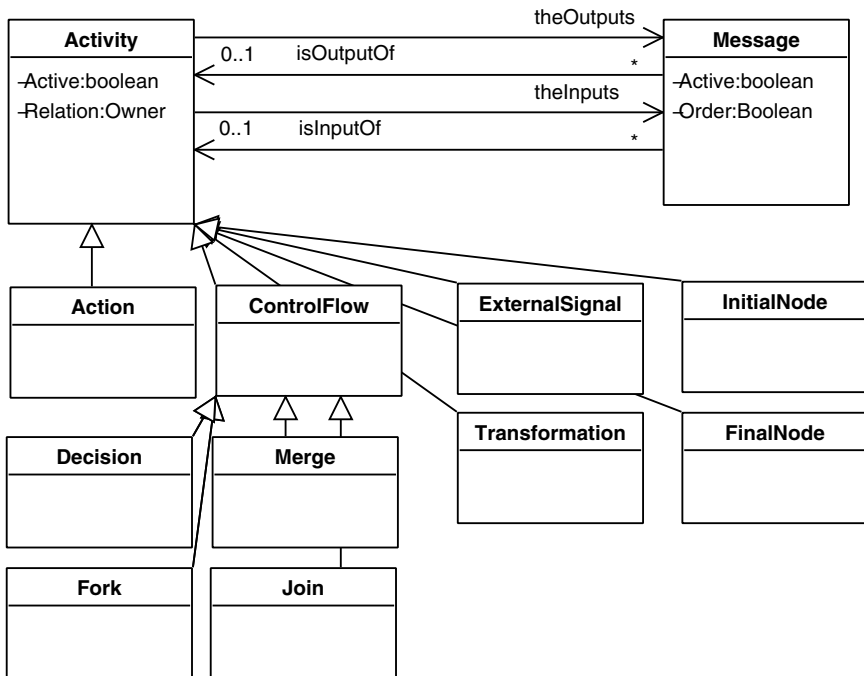 Activity
-Active:boolean
-Relation:Owner
theOutputs
0..1 isOutputOf *
theInputs
0..1 isInputOf *
Message
-Active:boolean
-Order:Boolean
Action
ControlFlow
ExternalSignal
InitialNode
Decision
Merge
Transformation
FinalNode
Fork
Join